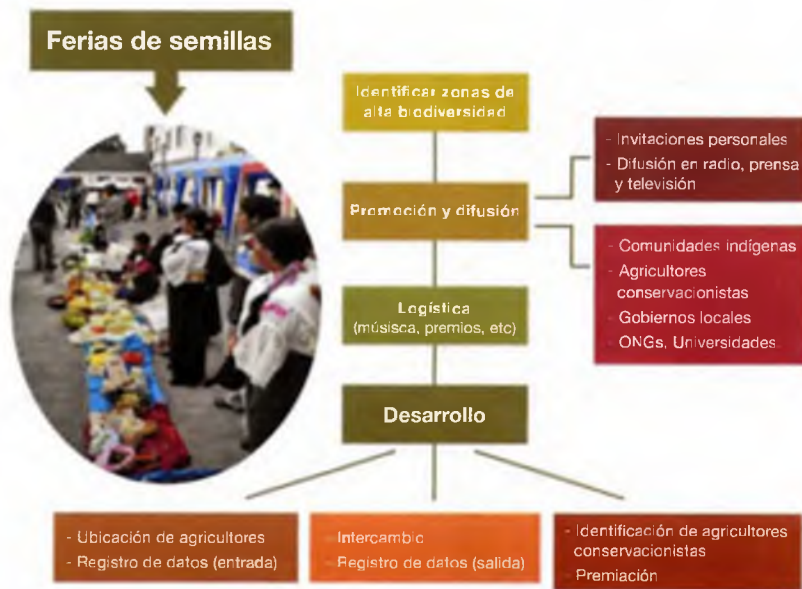 Ferias de semillas
Identificar zonas de
alta biodiversidad
Promoción y difusión
- Invitaciones personales
- Difusión en radio, prensa
y televisión
- Comunidades indígenas
- Agricultores
conservacionistas
- Gobiernos locales
- ONGs, Universidades
Logística
(músisca, premios, etc)
Desarrollo
- Ubicación de agricultores
- Registro de datos (entrada)
- Intercambio
- Registro de datos (salida)
- Identificación de agricultores
conservacionistas
- Premiación